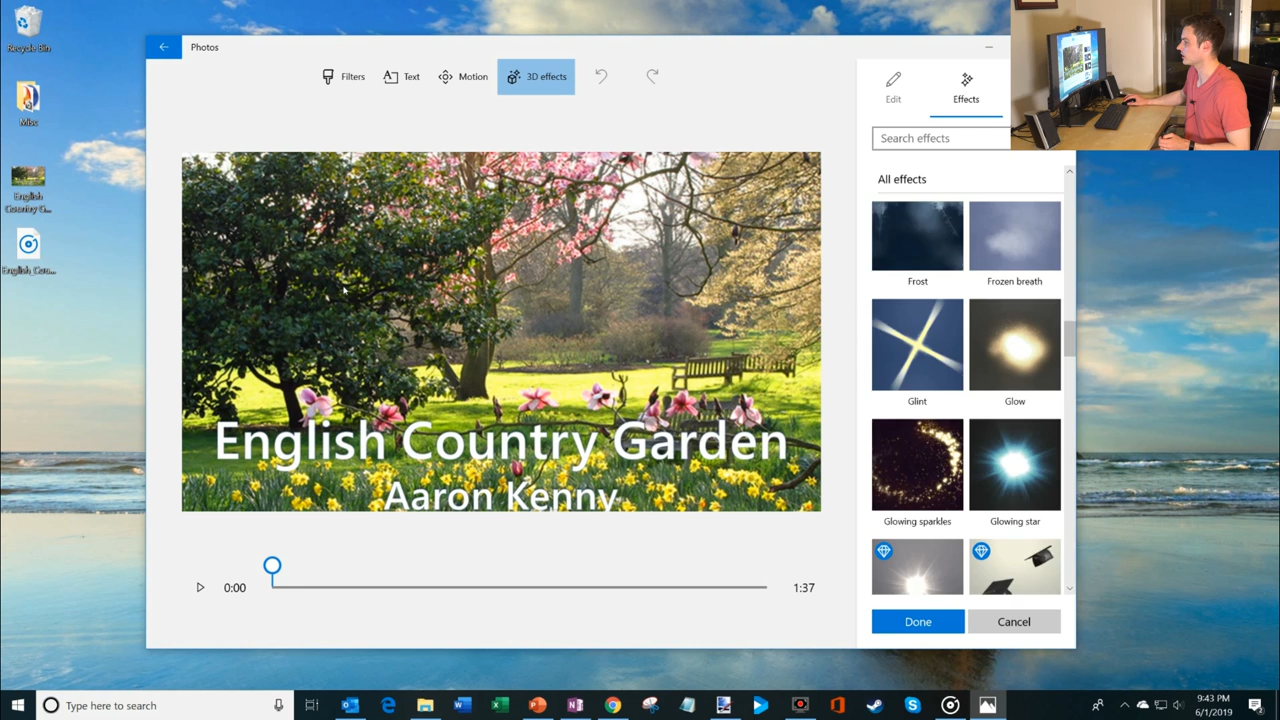 Recycle Bin
Misc
English
Country G...
English_Cou...
Photos
Filters
Text
Motion
3D effects
Edit
Effects
Search effects
All effects
Frost
Frozen breath
Glint
Glow
Glowing sparkles
Glowing star
English Country Garden
Aaron Kenny
0:00
1:37
Done
Cancel
Type here to search
9:43 PM
6/1/2019
2